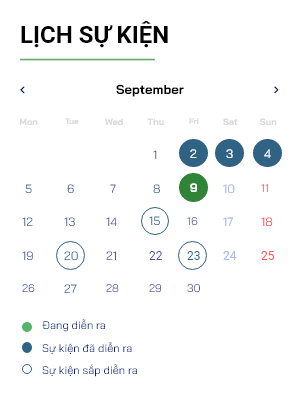 LỊCH SỰ KIỆN
September
Mon Tue Wed Thu Fri Sat Sun
1 2 3 4
5 6 7 8 9 10 11
12 13 14 15 16 17 18
19 20 21 22 23 24 25
26 27 28 29 30
Đang diễn ra
Sự kiện đã diễn ra
Sự kiện sắp diễn ra